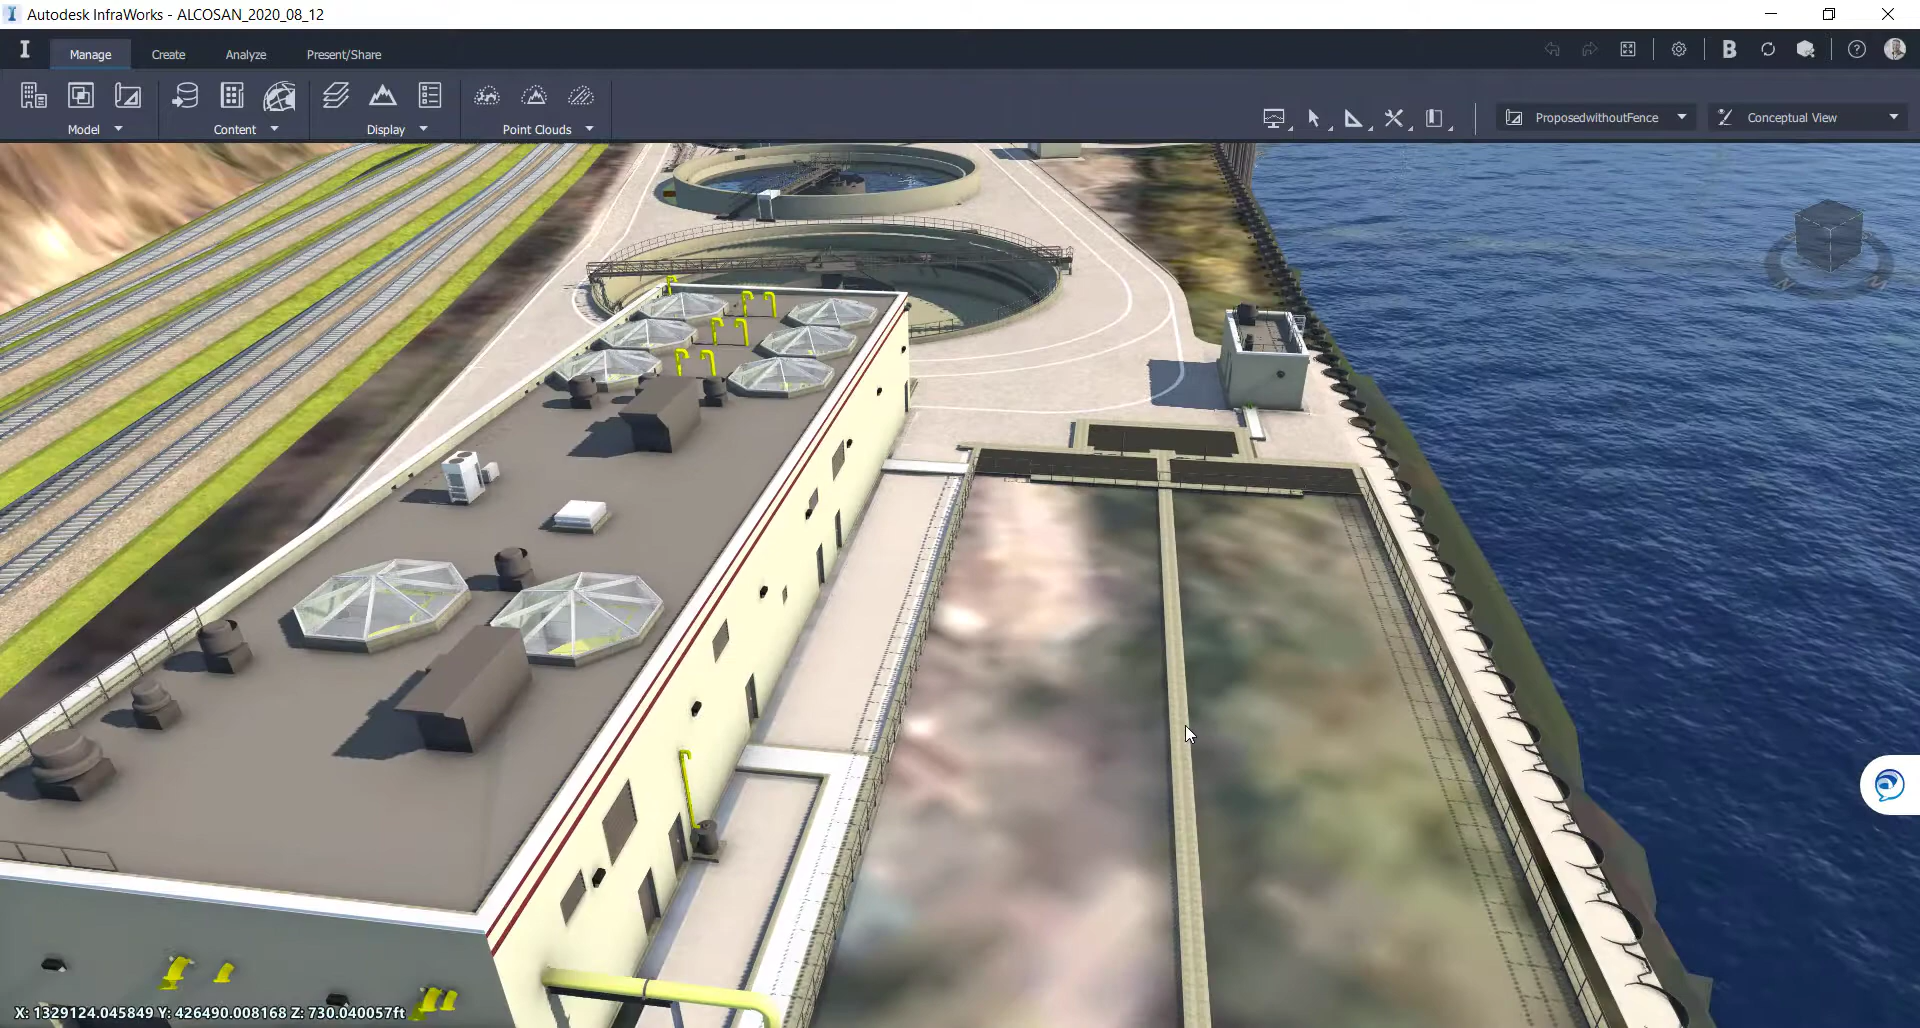 Autodesk InfraWorks - ALCOSAN_2020_08_12
Manage Create Analyze Present/Share
Model Content Display Point Clouds
ProposedwithoutFence Conceptual View
X: 1329124.045849 Y: 426490.008168 Z: 730.040057ft